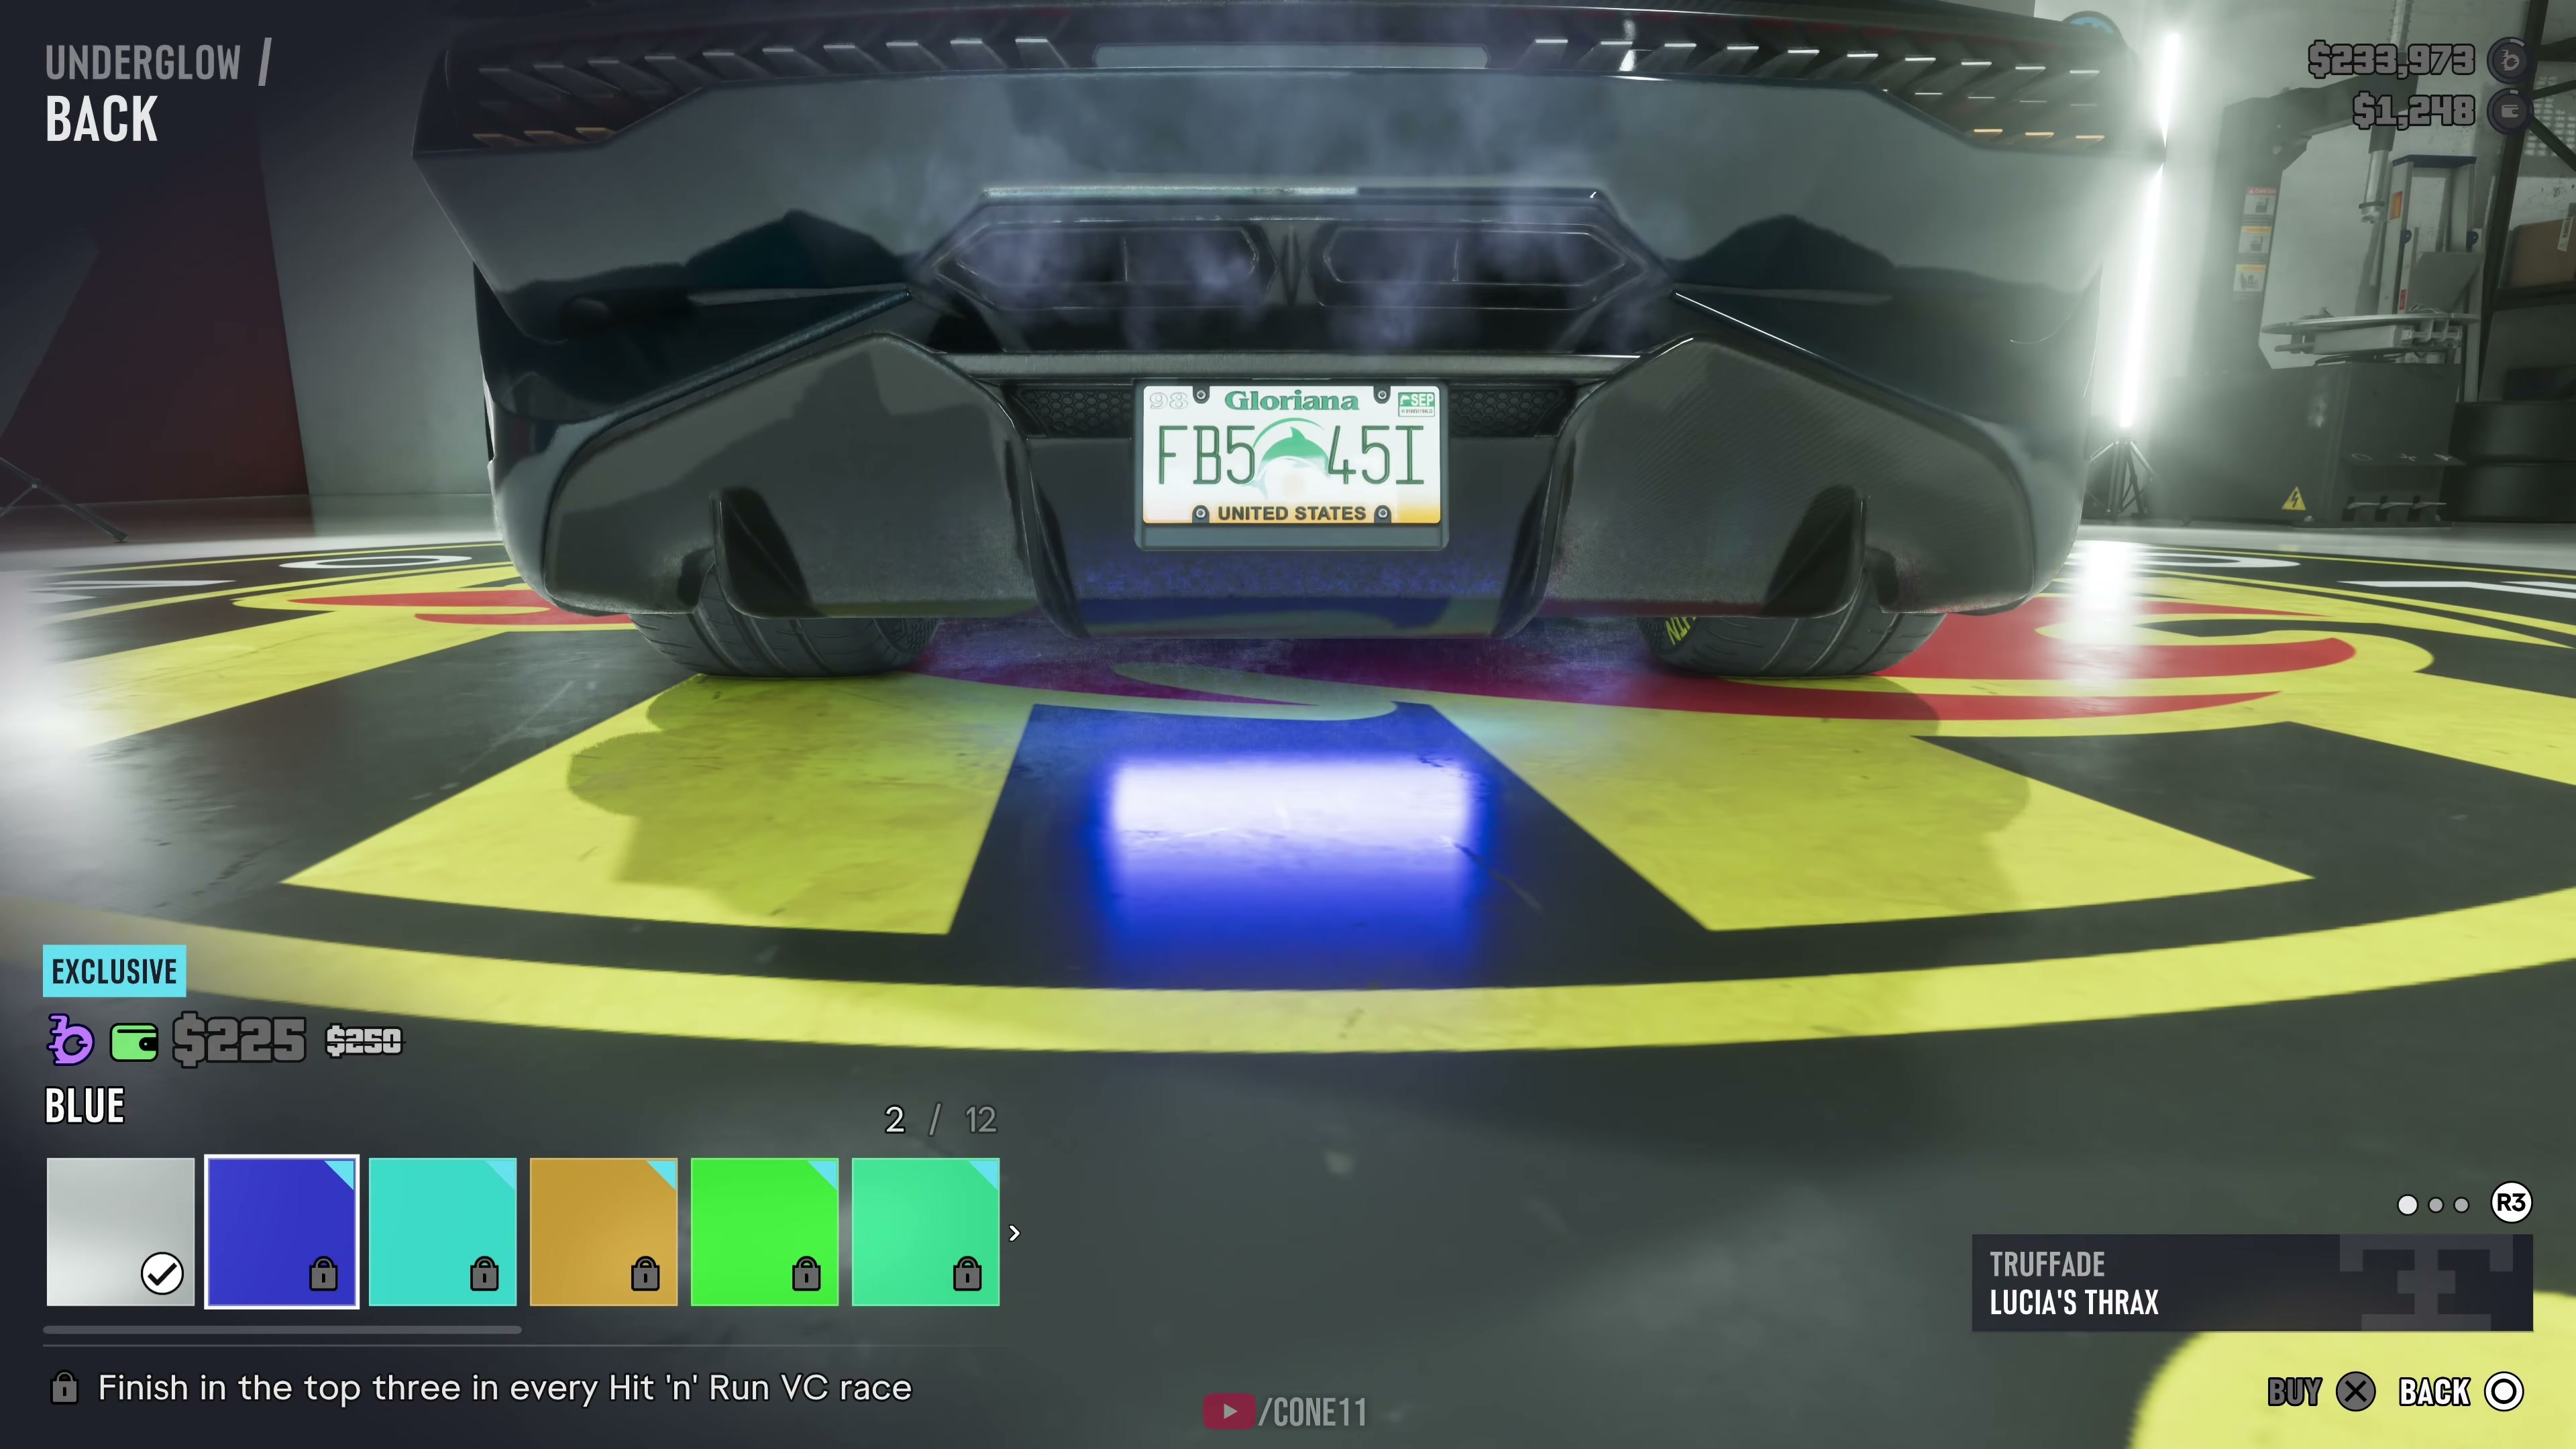 UNDERGLOW /
BACK
$233,973
$1,248
98 Gloriana SEP
FB5 45I
UNITED STATES
EXCLUSIVE
$225 $250
BLUE
2 / 12
R3
TRUFFADE
LUCIA'S THRAX
Finish in the top three in every Hit 'n' Run VC race
/CONE11
BUY BACK